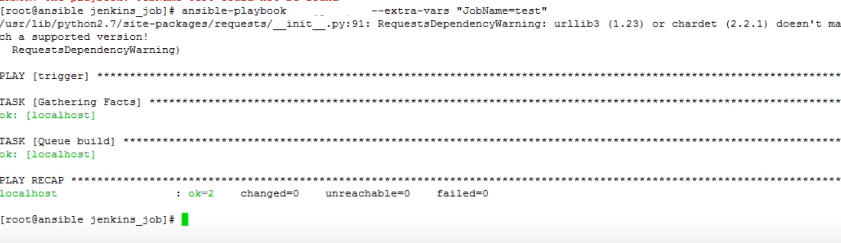 [root@ansible jenkins_job]# ansible-playbook --extra-vars "JobName=test"
/usr/lib/python2.7/site-packages/requests/__init__.py:91: RequestsDependencyWarning: urllib3 (1.23) or chardet (2.2.1) doesn't ma
ch a supported version!
RequestsDependencyWarning)
PLAY [trigger] ******************************************************************************************************************
TASK [Gathering Facts] **********************************************************************************************************
ok: [localhost]
TASK [Queue build] **************************************************************************************************************
ok: [localhost]
PLAY RECAP **********************************************************************************************************************
localhost : ok=2 changed=0 unreachable=0 failed=0
[root@ansible jenkins_job]#